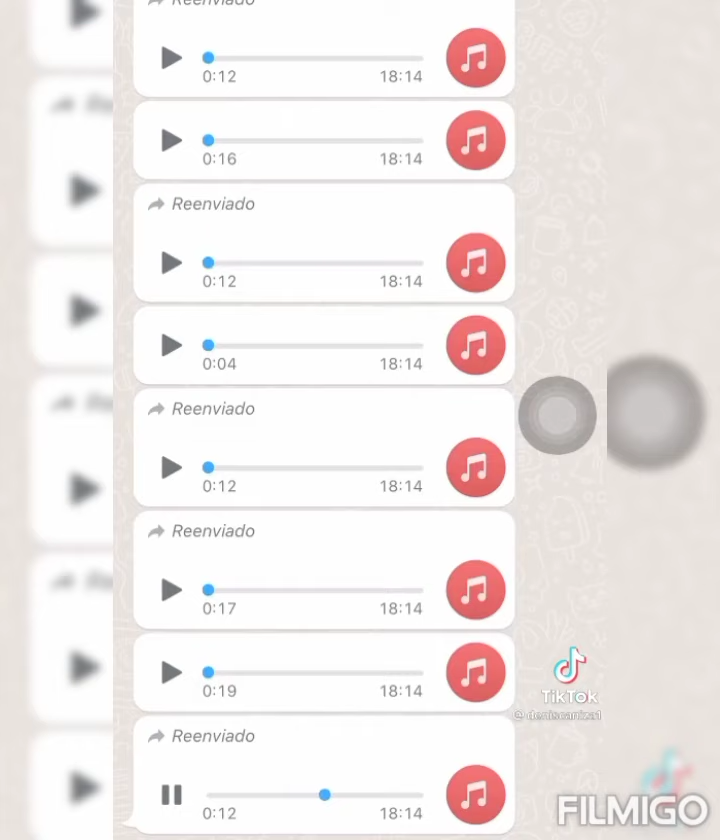 Reenviado
0:12 18:14
0:16 18:14
Reenviado
0:12 18:14
0:04 18:14
Reenviado
0:12 18:14
Reenviado
0:17 18:14
0:19 18:14
TikTok
@deniscaniza1
Reenviado
0:12 18:14
FILMIGO